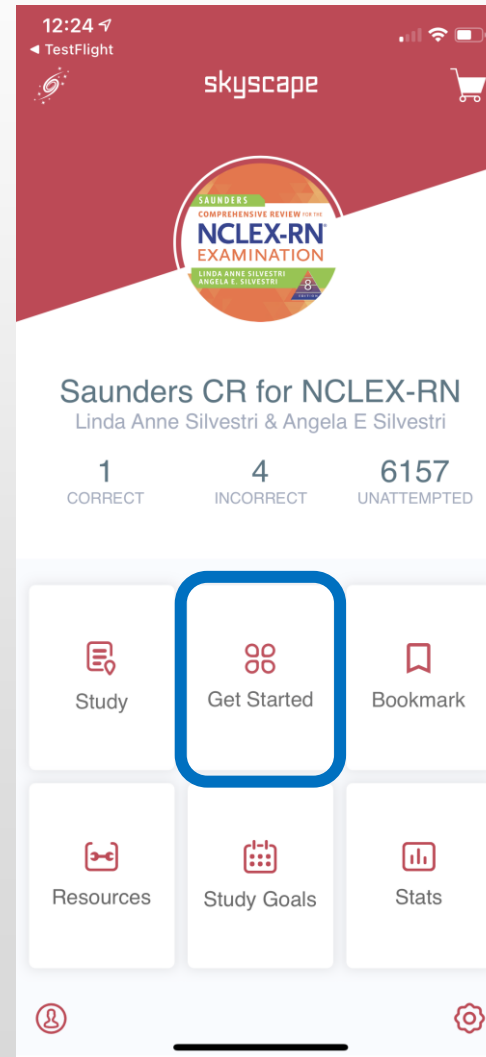 12:24
◀ TestFlight
skyscape
SAUNDERS
COMPREHENSIVE REVIEW FOR THE
NCLEX-RN®
EXAMINATION
LINDA ANNE SILVESTRI
ANGELA E. SILVESTRI
8
EDITION
Saunders CR for NCLEX-RN
Linda Anne Silvestri & Angela E Silvestri
1 4 6157
CORRECT INCORRECT UNATTEMPTED
Study Get Started Bookmark
Resources Study Goals Stats